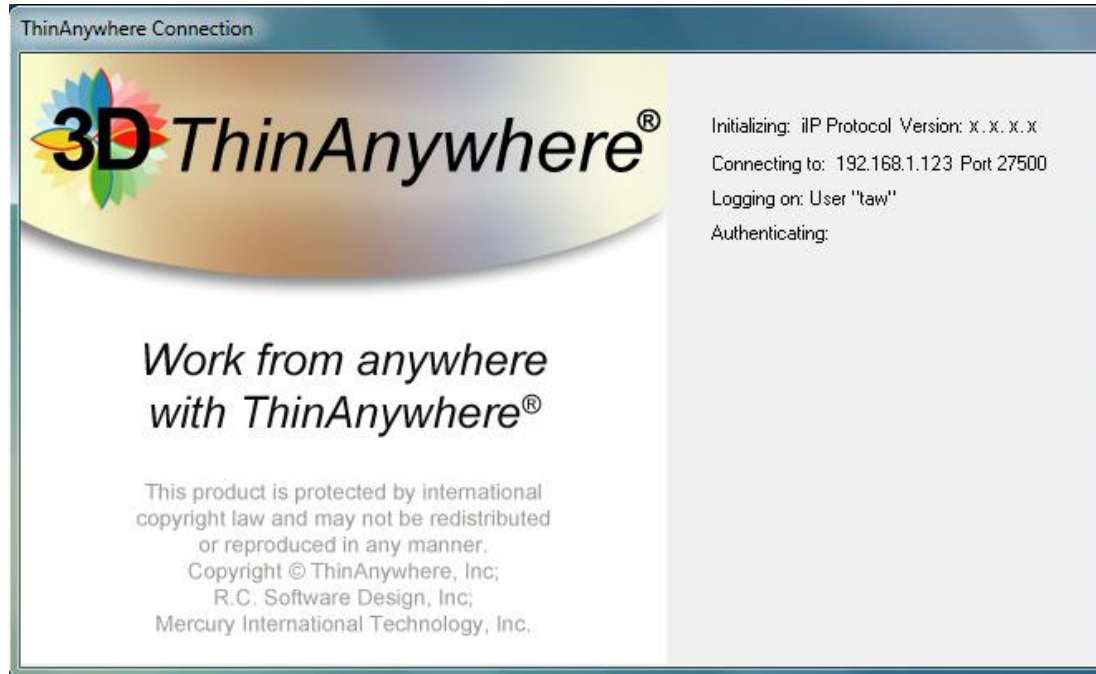 ThinAnywhere Connection
3D ThinAnywhere®
Work from anywhere
with ThinAnywhere®
This product is protected by international
copyright law and may not be redistributed
or reproduced in any manner.
Copyright © ThinAnywhere, Inc;
R.C. Software Design, Inc;
Mercury International Technology, Inc.
Initializing: iIP Protocol Version: x.x.x.x
Connecting to: 192.168.1.123 Port 27500
Logging on: User "taw"
Authenticating: